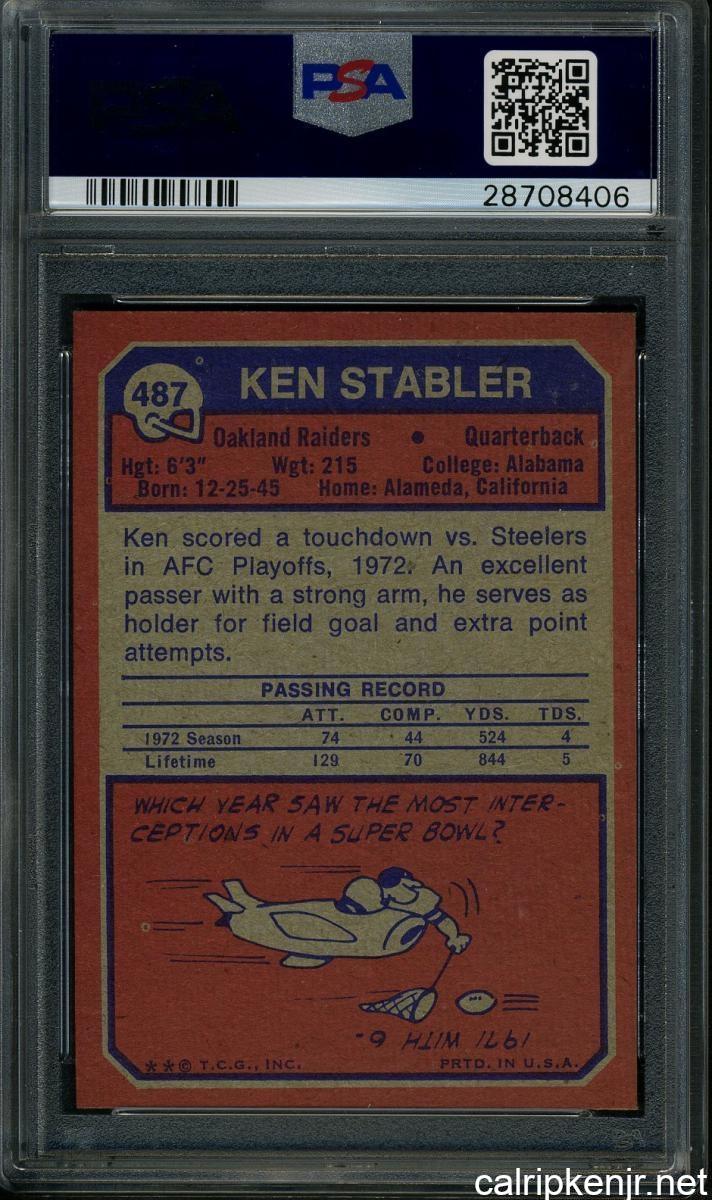 PSA
PSA
28708406
487
KEN STABLER
Oakland Raiders • Quarterback
Hgt: 6'3" Wgt: 215 College: Alabama
Born: 12-25-45 Home: Alameda, California
Ken scored a touchdown vs. Steelers
in AFC Playoffs, 1972. An excellent
passer with a strong arm, he serves as
holder for field goal and extra point
attempts.
PASSING RECORD
ATT. COMP. YDS. TDS.
1972 Season 74 44 524 4
Lifetime 129 70 844 5
WHICH YEAR SAW THE MOST INTER-
CEPTIONS IN A SUPER BOWL?
1971 WITH 9-
**© T.C.G., INC. PRTD. IN U.S.A.
calripkenjr.net